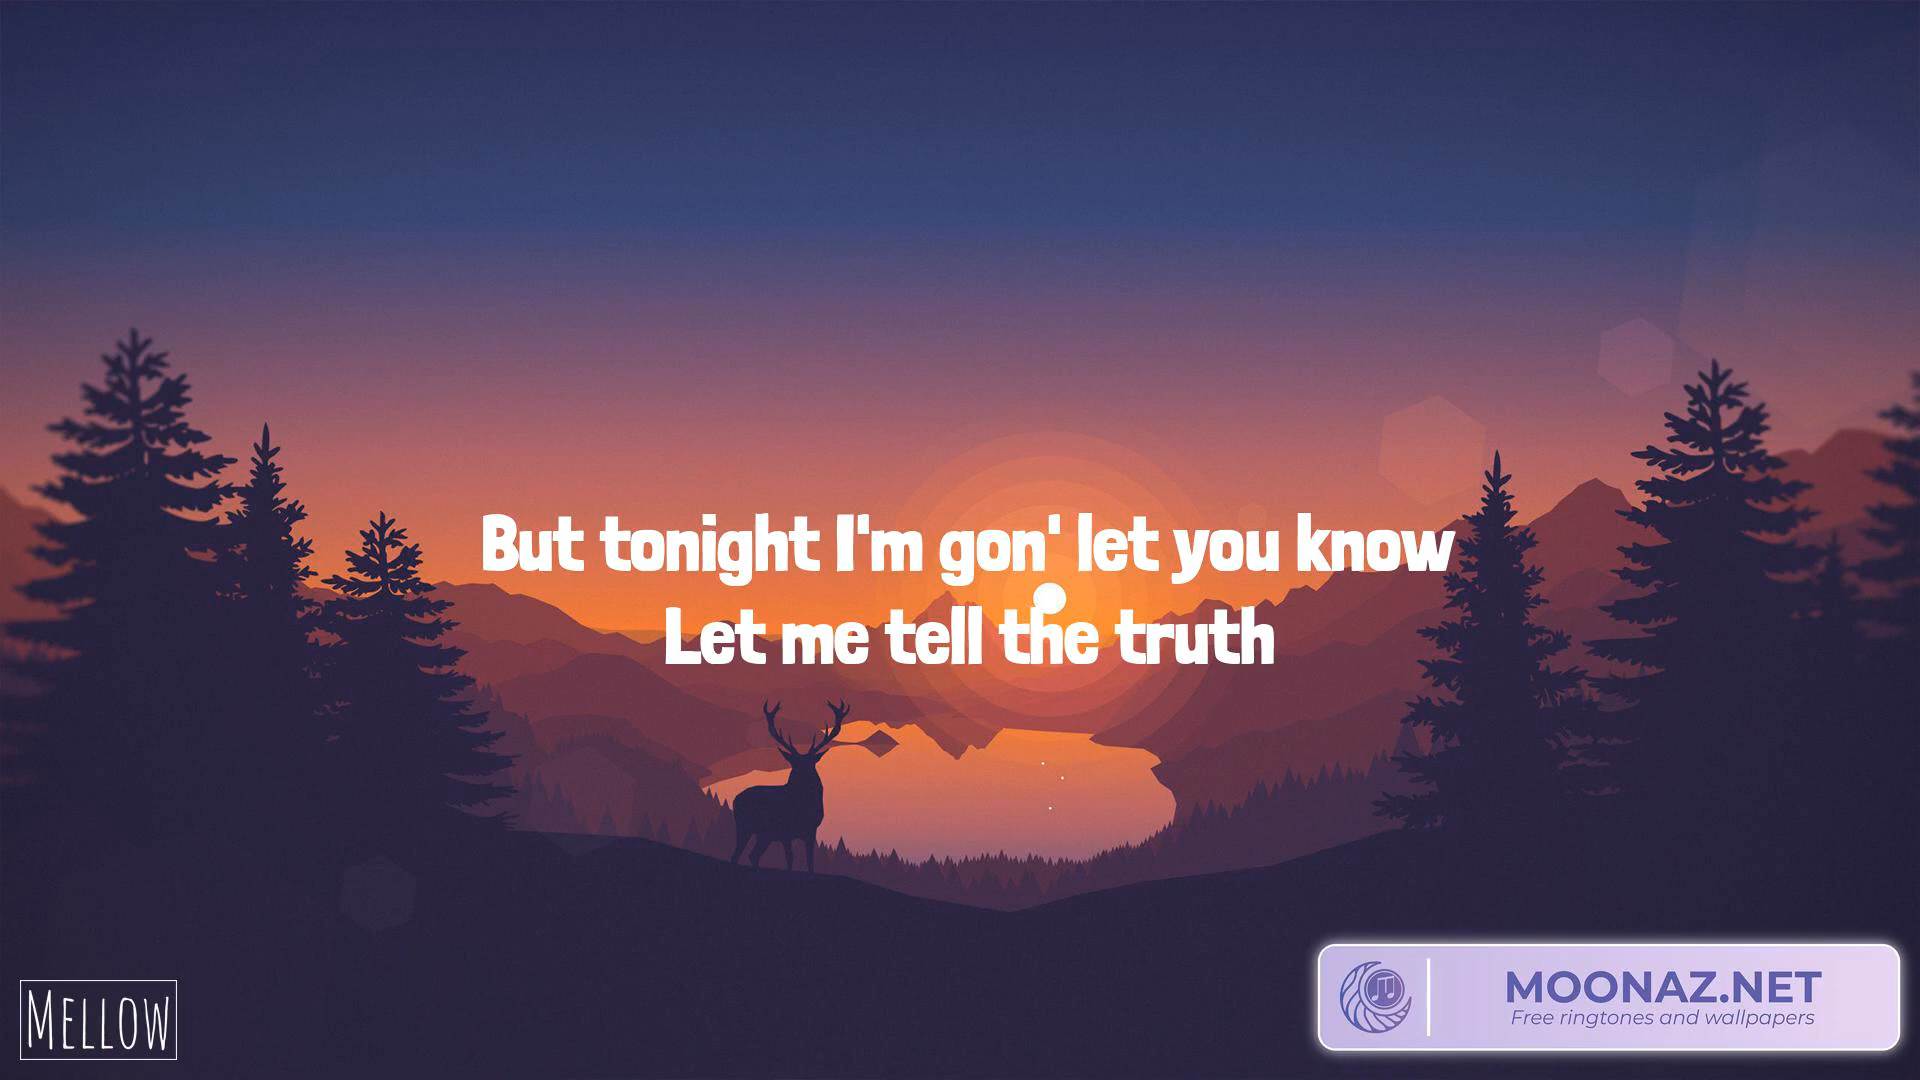 But tonight I'm gon' let you know
Let me tell the truth
MELLOW
MOONAZ.NET
Free ringtones and wallpapers